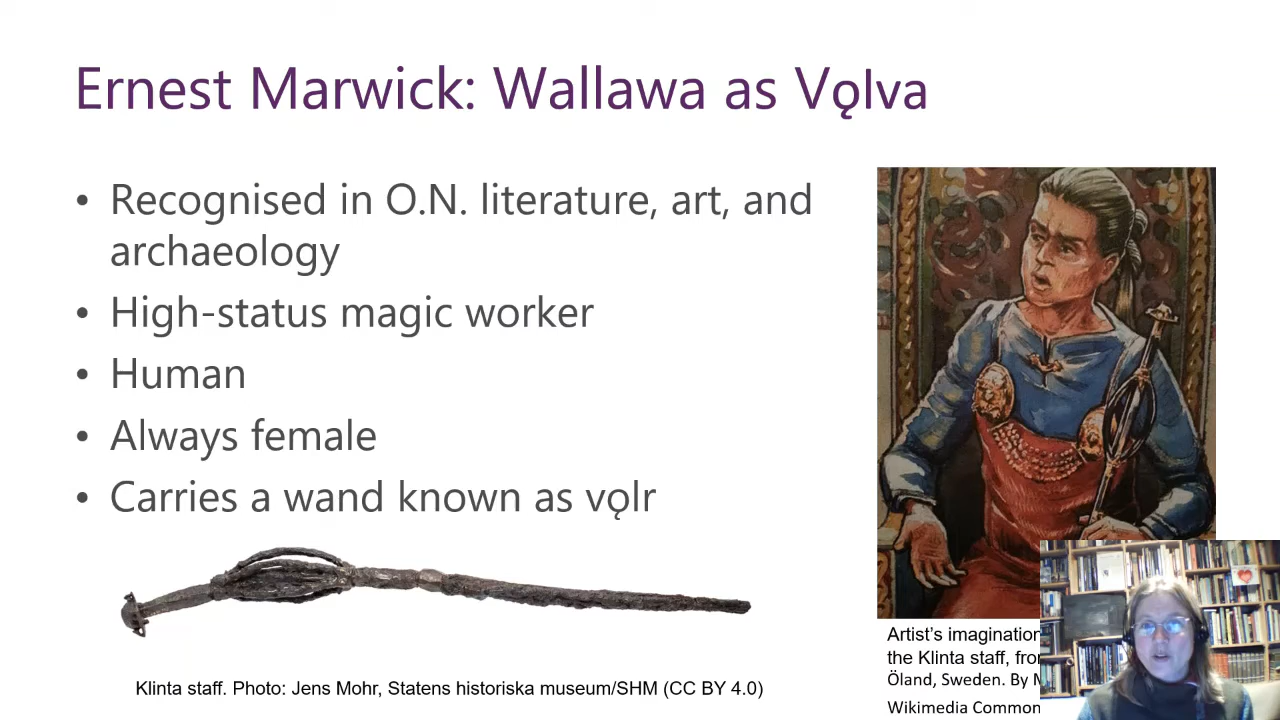 Ernest Marwick: Wallawa as Vǫlva
• Recognised in O.N. literature, art, and
archaeology
• High-status magic worker
• Human
• Always female
• Carries a wand known as vǫlr
Klinta staff. Photo: Jens Mohr, Statens historiska museum/SHM (CC BY 4.0)
Artist's imagination
the Klinta staff,
Öland, Sweden. By
Wikimedia Common